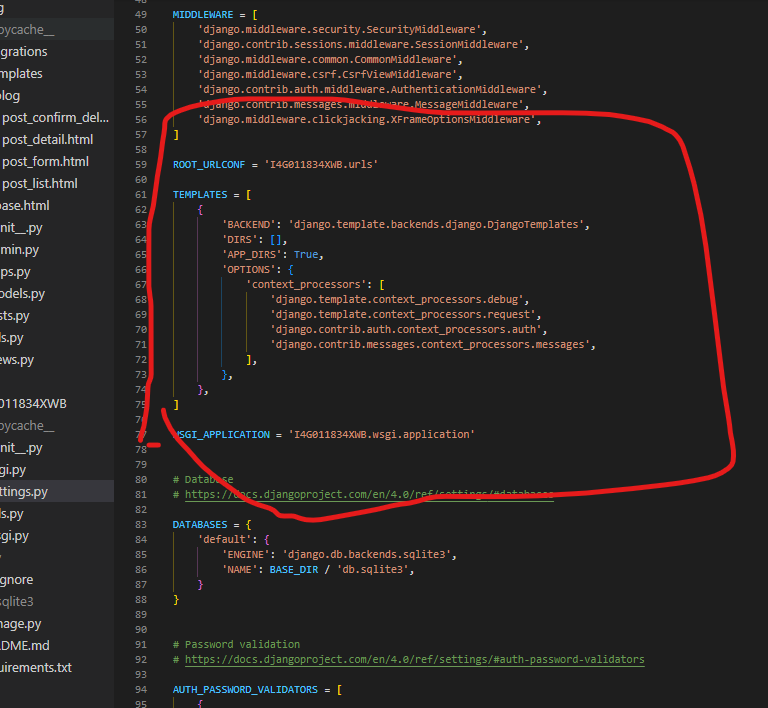 pycache__
grations
mplates
log
post_confirm_del...
post_detail.html
post_form.html
post_list.html
base.html
nit__.py
min.py
ps.py
odels.py
sts.py
ls.py
ews.py
011834XWB
pycache__
nit__.py
gi.py
ttings.py
ls.py
sgi.py
gnore
sqlite3
nage.py
DME.md
uirements.txt
49 MIDDLEWARE = [
50 'django.middleware.security.SecurityMiddleware',
51 'django.contrib.sessions.middleware.SessionMiddleware',
52 'django.middleware.common.CommonMiddleware',
53 'django.middleware.csrf.CsrfViewMiddleware',
54 'django.contrib.auth.middleware.AuthenticationMiddleware',
55 'django.contrib.messages.middleware.MessageMiddleware',
56 'django.middleware.clickjacking.XFrameOptionsMiddleware',
57 ]
58
59 ROOT_URLCONF = 'I4G011834XWB.urls'
60
61 TEMPLATES = [
62 {
63 'BACKEND': 'django.template.backends.django.DjangoTemplates',
64 'DIRS': [],
65 'APP_DIRS': True,
66 'OPTIONS': {
67 'context_processors': [
68 'django.template.context_processors.debug',
69 'django.template.context_processors.request',
70 'django.contrib.auth.context_processors.auth',
71 'django.contrib.messages.context_processors.messages',
72 ],
73 },
74 },
75 ]
76
77 WSGI_APPLICATION = 'I4G011834XWB.wsgi.application'
78
79
80 # Database
81 # https://docs.djangoproject.com/en/4.0/ref/settings/#databases
82
83 DATABASES = {
84 'default': {
85 'ENGINE': 'django.db.backends.sqlite3',
86 'NAME': BASE_DIR / 'db.sqlite3',
87 }
88 }
89
90
91 # Password validation
92 # https://docs.djangoproject.com/en/4.0/ref/settings/#auth-password-validators
93
94 AUTH_PASSWORD_VALIDATORS = [
95 {